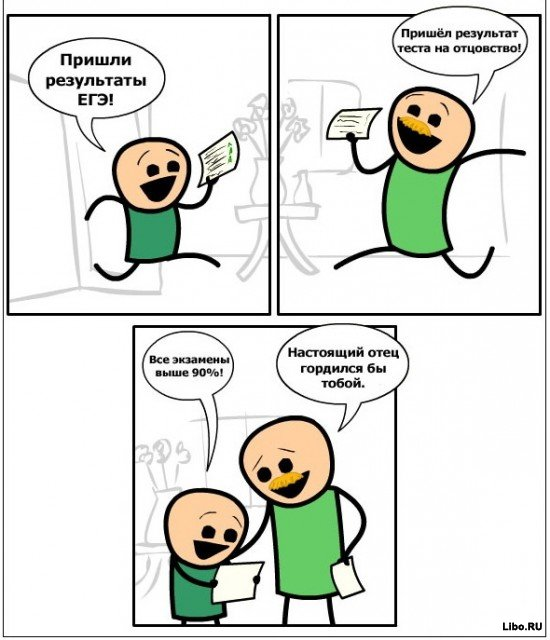 Пришли
результаты
ЕГЭ!
Пришёл результат
теста на отцовство!
Все экзамены
выше 90%!
Настоящий отец
гордился бы
тобой.
Libo.RU